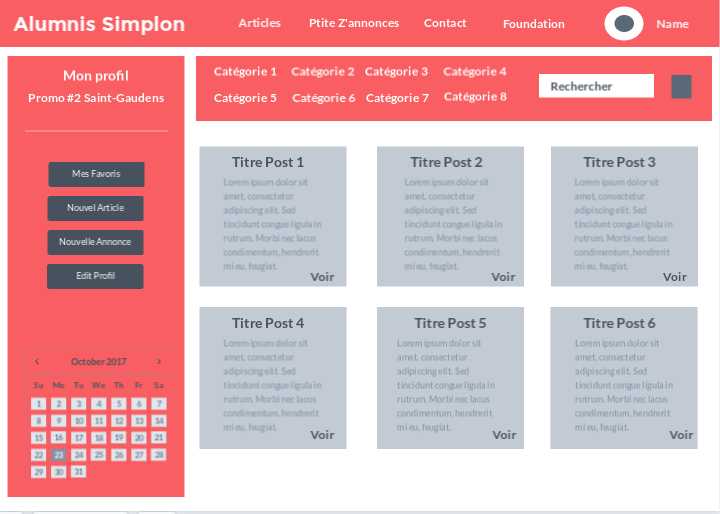 Alumnis Simplon
Articles Ptite Z'annonces Contact Foundation Name
Mon profil
Promo #2 Saint-Gaudens
Mes Favoris
Nouvel Article
Nouvelle Annonce
Edit Profil
< October 2017 >
Su Mo Tu We Th Fr Sa
1 2 3 4 5 6 7
8 9 10 11 12 13 14
15 16 17 18 19 20 21
22 23 24 25 26 27 28
29 30 31
Catégorie 1 Catégorie 2 Catégorie 3 Catégorie 4
Catégorie 5 Catégorie 6 Catégorie 7 Catégorie 8
Rechercher
Titre Post 1
Lorem ipsum dolor sit
amet, consectetur
adipiscing elit. Sed
tincidunt congue ligula in
rutrum. Morbi nec lacus
condimentum, hendrerit
mi eu, feugiat.
Voir
Titre Post 2
Lorem ipsum dolor sit
amet, consectetur
adipiscing elit. Sed
tincidunt congue ligula in
rutrum. Morbi nec lacus
condimentum, hendrerit
mi eu, feugiat.
Voir
Titre Post 3
Lorem ipsum dolor sit
amet, consectetur
adipiscing elit. Sed
tincidunt congue ligula in
rutrum. Morbi nec lacus
condimentum, hendrerit
mi eu, feugiat.
Voir
Titre Post 4
Lorem ipsum dolor sit
amet, consectetur
adipiscing elit. Sed
tincidunt congue ligula in
rutrum. Morbi nec lacus
condimentum, hendrerit
mi eu, feugiat.
Voir
Titre Post 5
Lorem ipsum dolor sit
amet, consectetur
adipiscing elit. Sed
tincidunt congue ligula in
rutrum. Morbi nec lacus
condimentum, hendrerit
mi eu, feugiat.
Voir
Titre Post 6
Lorem ipsum dolor sit
amet, consectetur
adipiscing elit. Sed
tincidunt congue ligula in
rutrum. Morbi nec lacus
condimentum, hendrerit
mi eu, feugiat.
Voir